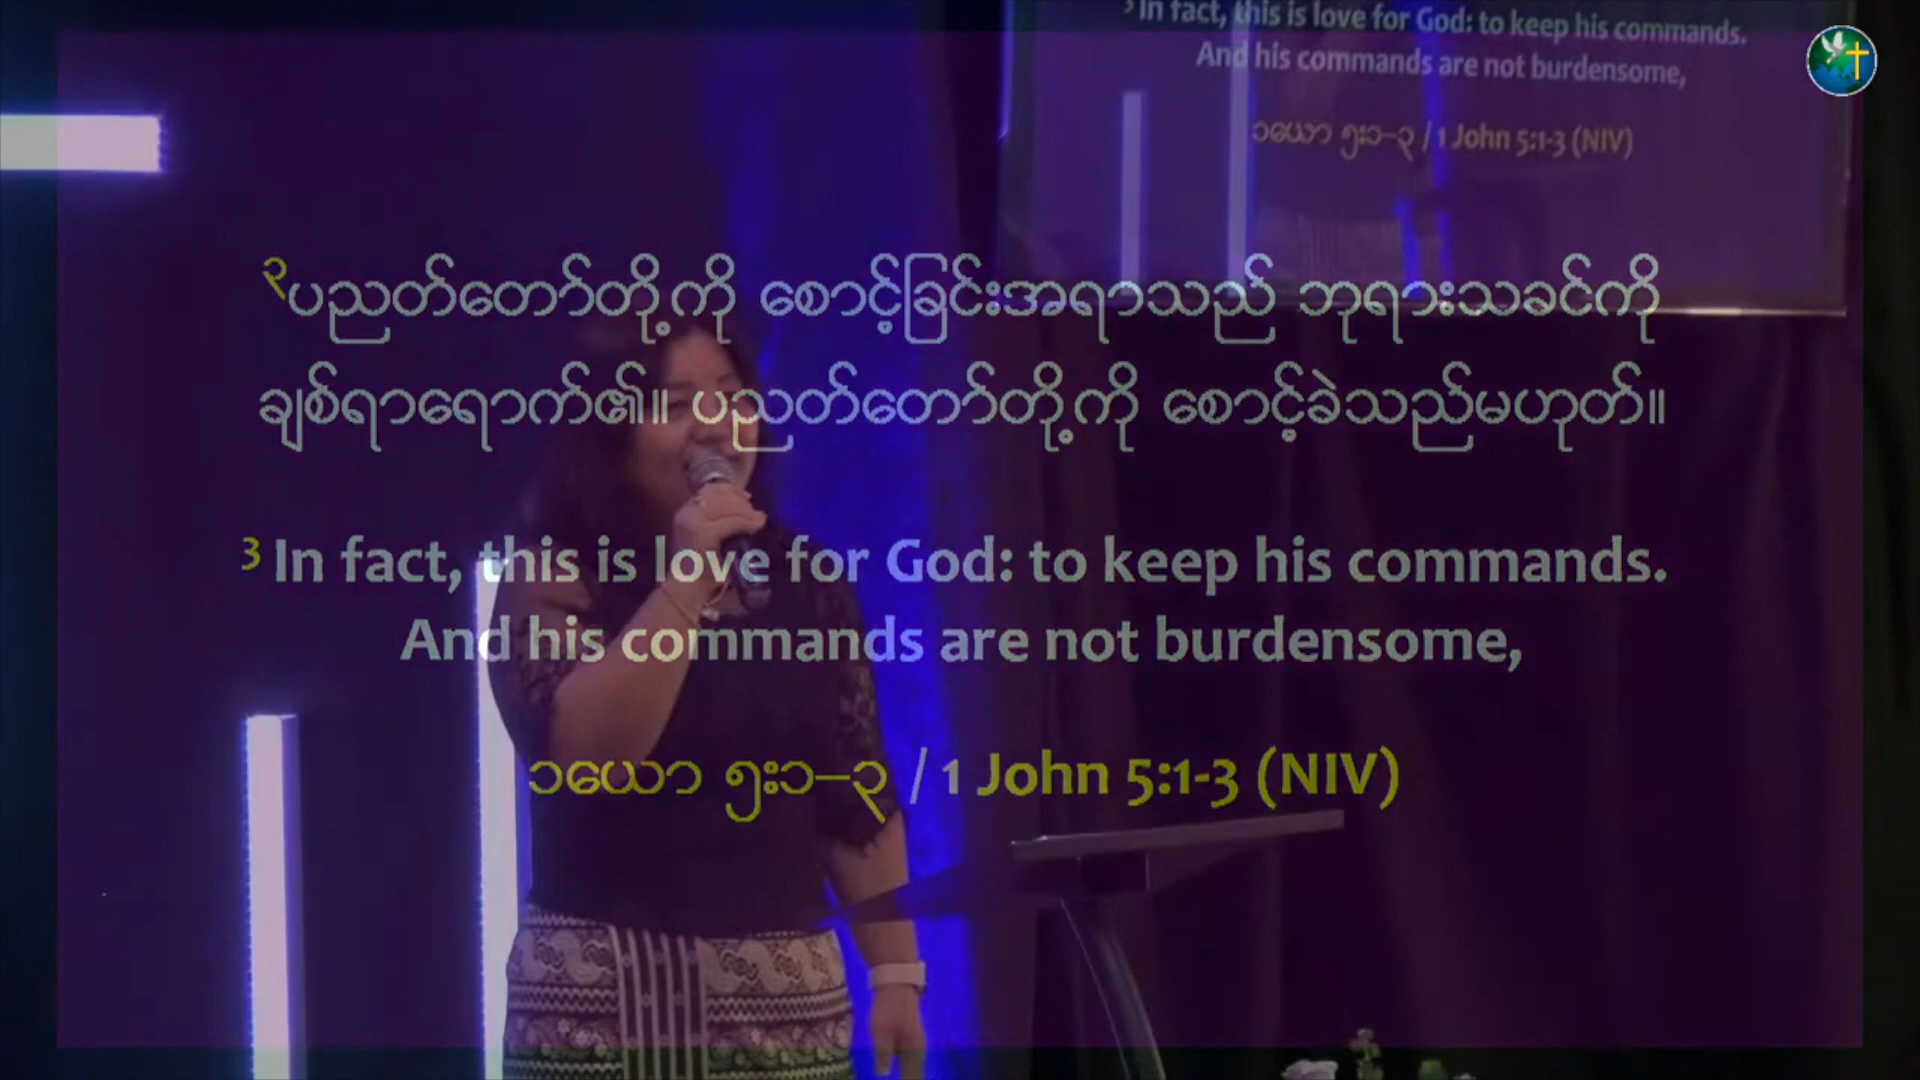 ³ In fact, this is love for God: to keep his commands.
And his commands are not burdensome,
၁ယော ၅း၁–၃ / 1 John 5:1-3 (NIV)
၃ပညတ်တော်တို့ကို စောင့်ခြင်းအရာသည် ဘုရားသခင်ကို
ချစ်ရာရောက်၏။ ပညတ်တော်တို့ကို စောင့်ခဲသည်မဟုတ်။
³ In fact, this is love for God: to keep his commands.
And his commands are not burdensome,
၁ယော ၅း၁–၃ / 1 John 5:1-3 (NIV)